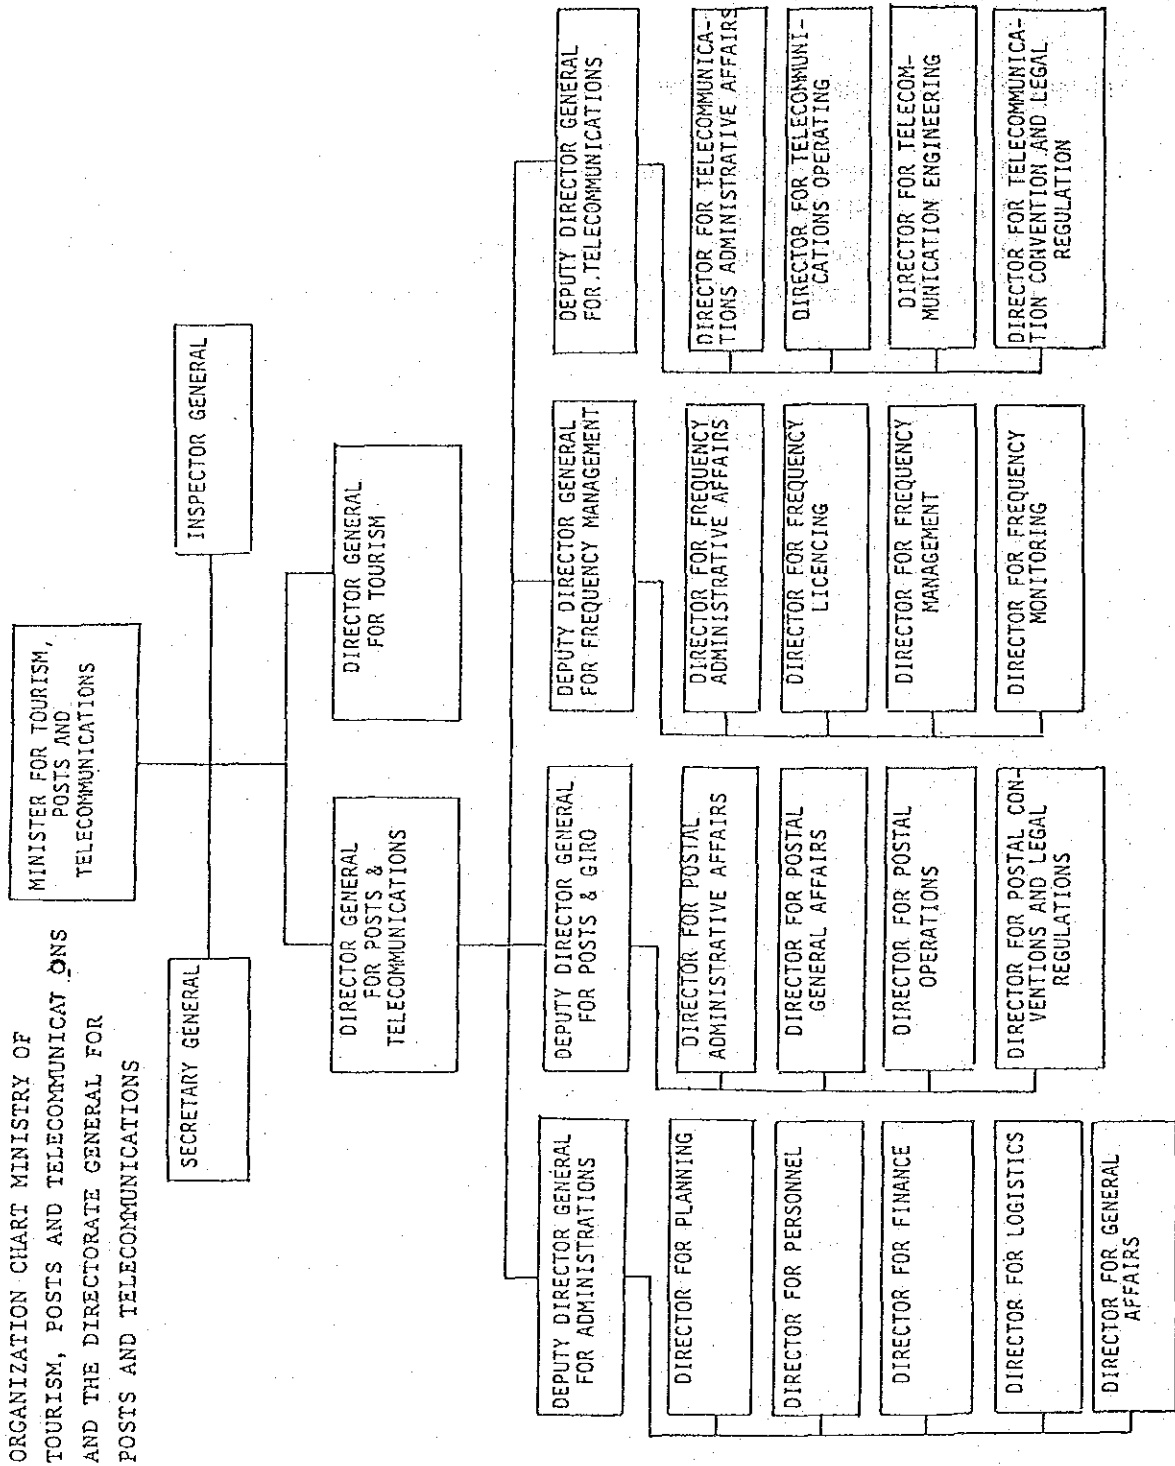 ORGANIZATION CHART MINISTRY OF
TOURISM, POSTS AND TELECOMMUNICAT ONS
AND THE DIRECTORATE GENERAL FOR
POSTS AND TELECOMMUNICATIONS
MINISTER FOR TOURISM,
POSTS AND
TELECOMMUNICATIONS
SECRETARY GENERAL
INSPECTOR GENERAL
DIRECTOR GENERAL
FOR POSTS &
TELECOMMUNICATIONS
DIRECTOR GENERAL
FOR TOURISM
DEPUTY DIRECTOR GENERAL
FOR ADMINISTRATIONS
DIRECTOR FOR PLANNING
DIRECTOR FOR PERSONNEL
DIRECTOR FOR FINANCE
DIRECTOR FOR LOGISTICS
DIRECTOR FOR GENERAL
AFFAIRS
DEPUTY DIRECTOR GENERAL
FOR POSTS & GIRO
DIRECTOR FOR POSTAL
ADMINISTRATIVE AFFAIRS
DIRECTOR FOR POSTAL
GENERAL AFFAIRS
DIRECTOR FOR POSTAL
OPERATIONS
DIRECTOR FOR POSTAL CON-
VENTIONS AND LEGAL
REGULATIONS
DEPUTY DIRECTOR GENERAL
FOR FREQUENCY MANAGEMENT
DIRECTOR FOR FREQUENCY
ADMINISTRATIVE AFFAIRS
DIRECTOR FOR FREQUENCY
LICENCING
DIRECTOR FOR FREQUENCY
MANAGEMENT
DIRECTOR FOR FREQUENCY
MONITORING
DEPUTY DIRECTOR GENERAL
FOR TELECOMMUNICATIONS
DIRECTOR FOR TELECOMMUNICA-
TIONS ADMINISTRATIVE AFFAIRS
DIRECTOR FOR TELECOMMUNI-
CATIONS OPERATING
DIRECTOR FOR TELECOM-
MUNICATION ENGINEERING
DIRECTOR FOR TELECOMMUNICA-
TION CONVENTION AND LEGAL
REGULATION